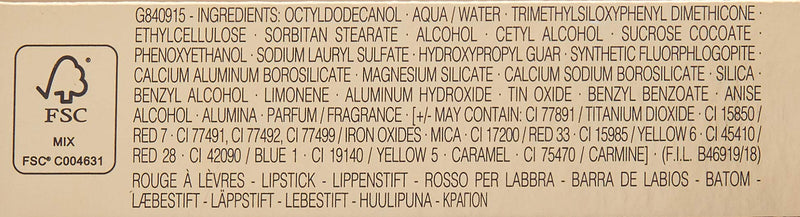 G840915 - INGREDIENTS: OCTYLDODECANOL · AQUA / WATER · TRIMETHYLSILOXYPHENYL DIMETHICONE ·
ETHYLCELLULOSE · SORBITAN STEARATE · ALCOHOL · CETYL ALCOHOL · SUCROSE COCOATE ·
PHENOXYETHANOL · SODIUM LAURYL SULFATE · HYDROXYPROPYL GUAR · SYNTHETIC FLUORPHLOGOPITE ·
CALCIUM ALUMINUM BOROSILICATE · MAGNESIUM SILICATE · CALCIUM SODIUM BOROSILICATE · SILICA ·
BENZYL ALCOHOL · LIMONENE · ALUMINUM HYDROXIDE · TIN OXIDE · BENZYL BENZOATE · ANISE
ALCOHOL · ALUMINA · PARFUM / FRAGRANCE · [+/- MAY CONTAIN: CI 77891 / TITANIUM DIOXIDE · CI 15850 /
RED 7 · CI 77491, CI 77492, CI 77499 / IRON OXIDES · MICA · CI 17200 / RED 33 · CI 15985 / YELLOW 6 · CI 45410 /
RED 28 · CI 42090 / BLUE 1 · CI 19140 / YELLOW 5 · CARAMEL · CI 75470 / CARMINE] · (F.I.L. B46919/18)
ROUGE À LÈVRES - LIPSTICK - LIPPENSTIFT - ROSSO PER LABBRA - BARRA DE LABIOS - BATOM -
LÆBESTIFT - LÄPPSTIFT - LEBESTIFT - HUULIPUNA - ΚΡΑΓΙΟΝ
FSC
MIX
FSC® C004631